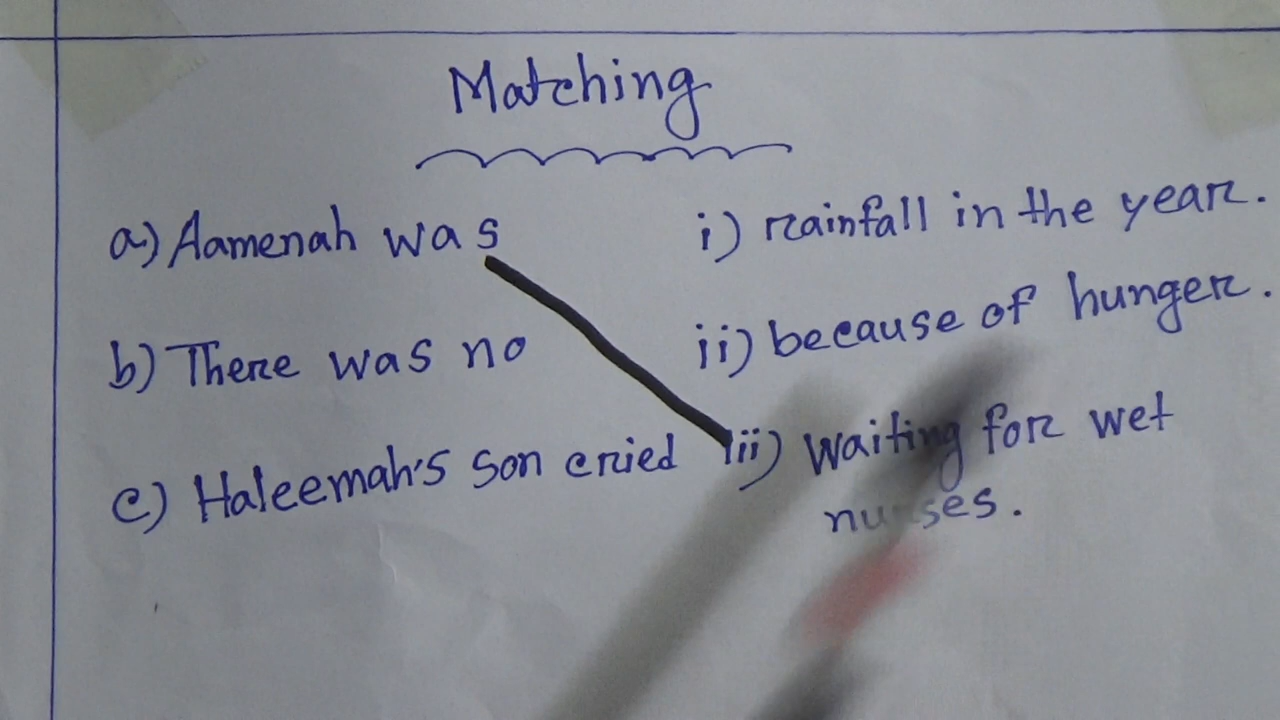 Matching
a) Aamenah was i) rainfall in the year.
b) There was no ii) because of hunger.
c) Haleemah's son cried iii) Waiting for wet
nurses.